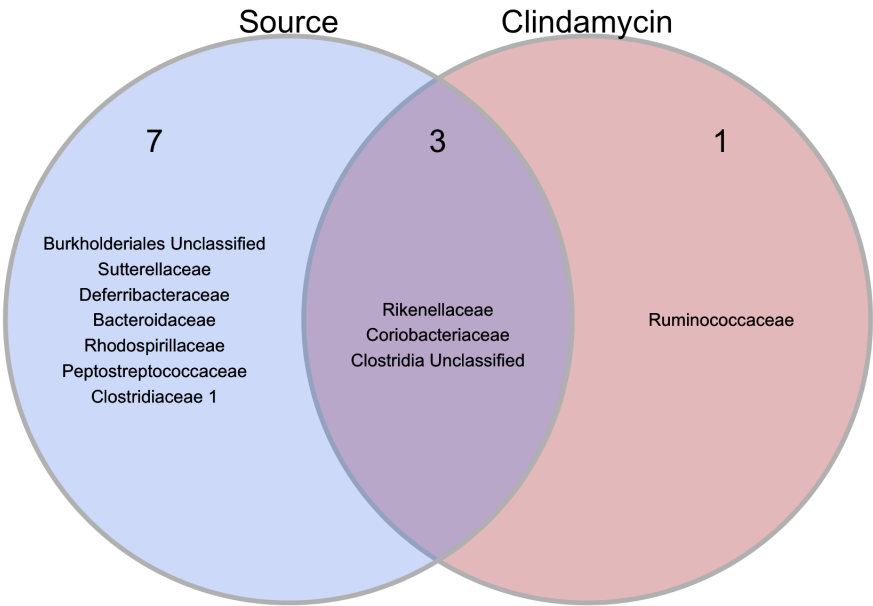 Source
Clindamycin
7
3
1
Burkholderiales Unclassified
Sutterellaceae
Deferribacteraceae
Bacteroidaceae
Rhodospirillaceae
Peptostreptococcaceae
Clostridiaceae 1
Rikenellaceae
Coriobacteriaceae
Clostridia Unclassified
Ruminococcaceae